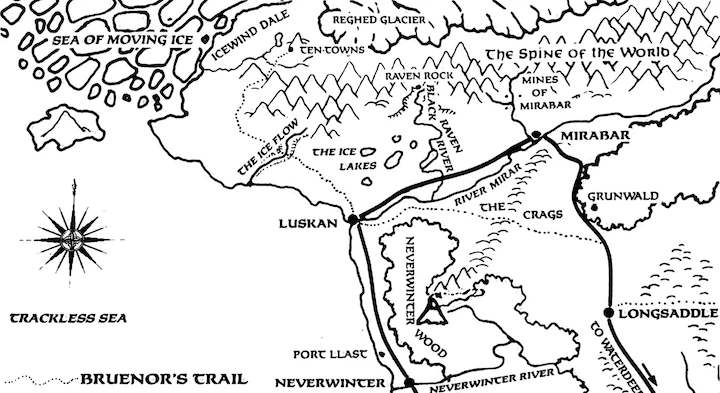 REGHED GLACIER
SEA OF MOVING ICE
ICEWIND DALE
TEN-TOWNS
THE SPINE OF THE WORLD
RAVEN ROCK
MINES
OF
MIRABAR
BLACK RAVEN
RIVER
MIRABAR
THE ICE FLOW
THE ICE
LAKES
RIVER MIRAR
GRUNWALD
THE
CRAGS
LUSKAN
NEVERWINTER
WOOD
TRACKLESS SEA
LONGSADDLE
TO WATERDEEP
PORT LLAST
BRUENOR'S TRAIL
NEVERWINTER
NEVERWINTER RIVER